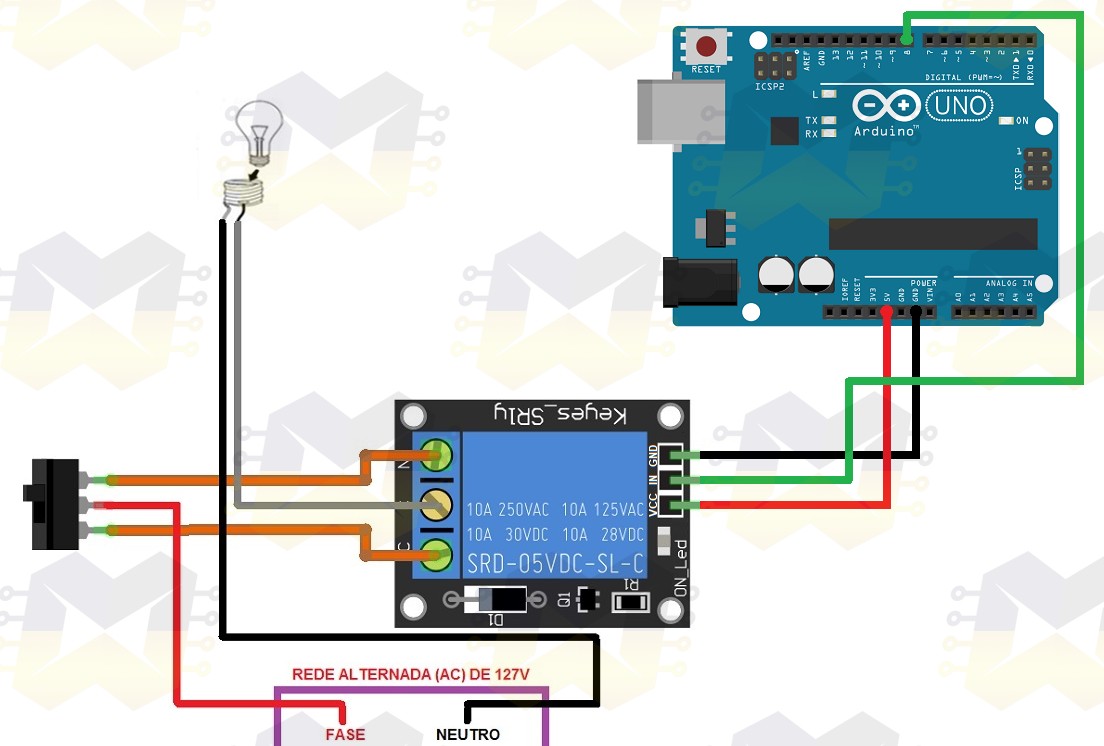 RESET
ICSP2
AREF
GND
13
12
~11
~10
~9
8
7
~6
~5
4
~3
2
TX0►1
RX0◄0
DIGITAL (PWM=~)
L
TX
RX
UNO
Arduino™
ON
1
ICSP
IOREF
RESET
3V3
5V
GND
GND
VIN
POWER
ANALOG IN
A0
A1
A2
A3
A4
A5
Keyes_SR1y
N
C
GND
IN
VCC
10A 250VAC 10A 125VAC
10A 30VDC 10A 28VDC
SRD-05VDC-SL-C
ON_Led
D1
Q1
R1
REDE ALTERNADA (AC) DE 127V
FASE
NEUTRO